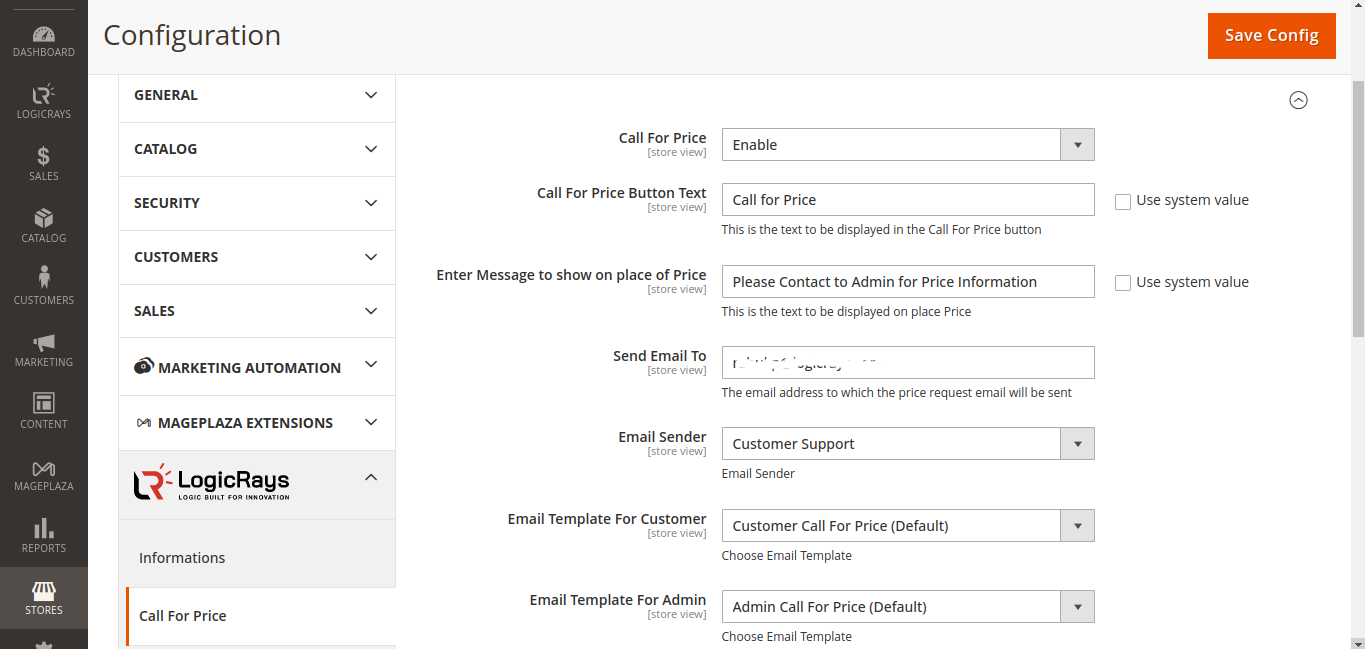 Configuration
Save Config
DASHBOARD
LOGICRAYS
SALES
CATALOG
CUSTOMERS
MARKETING
CONTENT
MAGEPLAZA
REPORTS
STORES
GENERAL
CATALOG
SECURITY
CUSTOMERS
SALES
MARKETING AUTOMATION
MAGEPLAZA EXTENSIONS
LogicRays
LOGIC BUILT FOR INNOVATION
Informations
Call For Price
Call For Price
[store view]
Enable
Call For Price Button Text
[store view]
Call for Price
Use system value
This is the text to be displayed in the Call For Price button
Enter Message to show on place of Price
[store view]
Please Contact to Admin for Price Information
Use system value
This is the text to be displayed on place Price
Send Email To
[store view]
The email address to which the price request email will be sent
Email Sender
[store view]
Customer Support
Email Sender
Email Template For Customer
[store view]
Customer Call For Price (Default)
Choose Email Template
Email Template For Admin
[store view]
Admin Call For Price (Default)
Choose Email Template